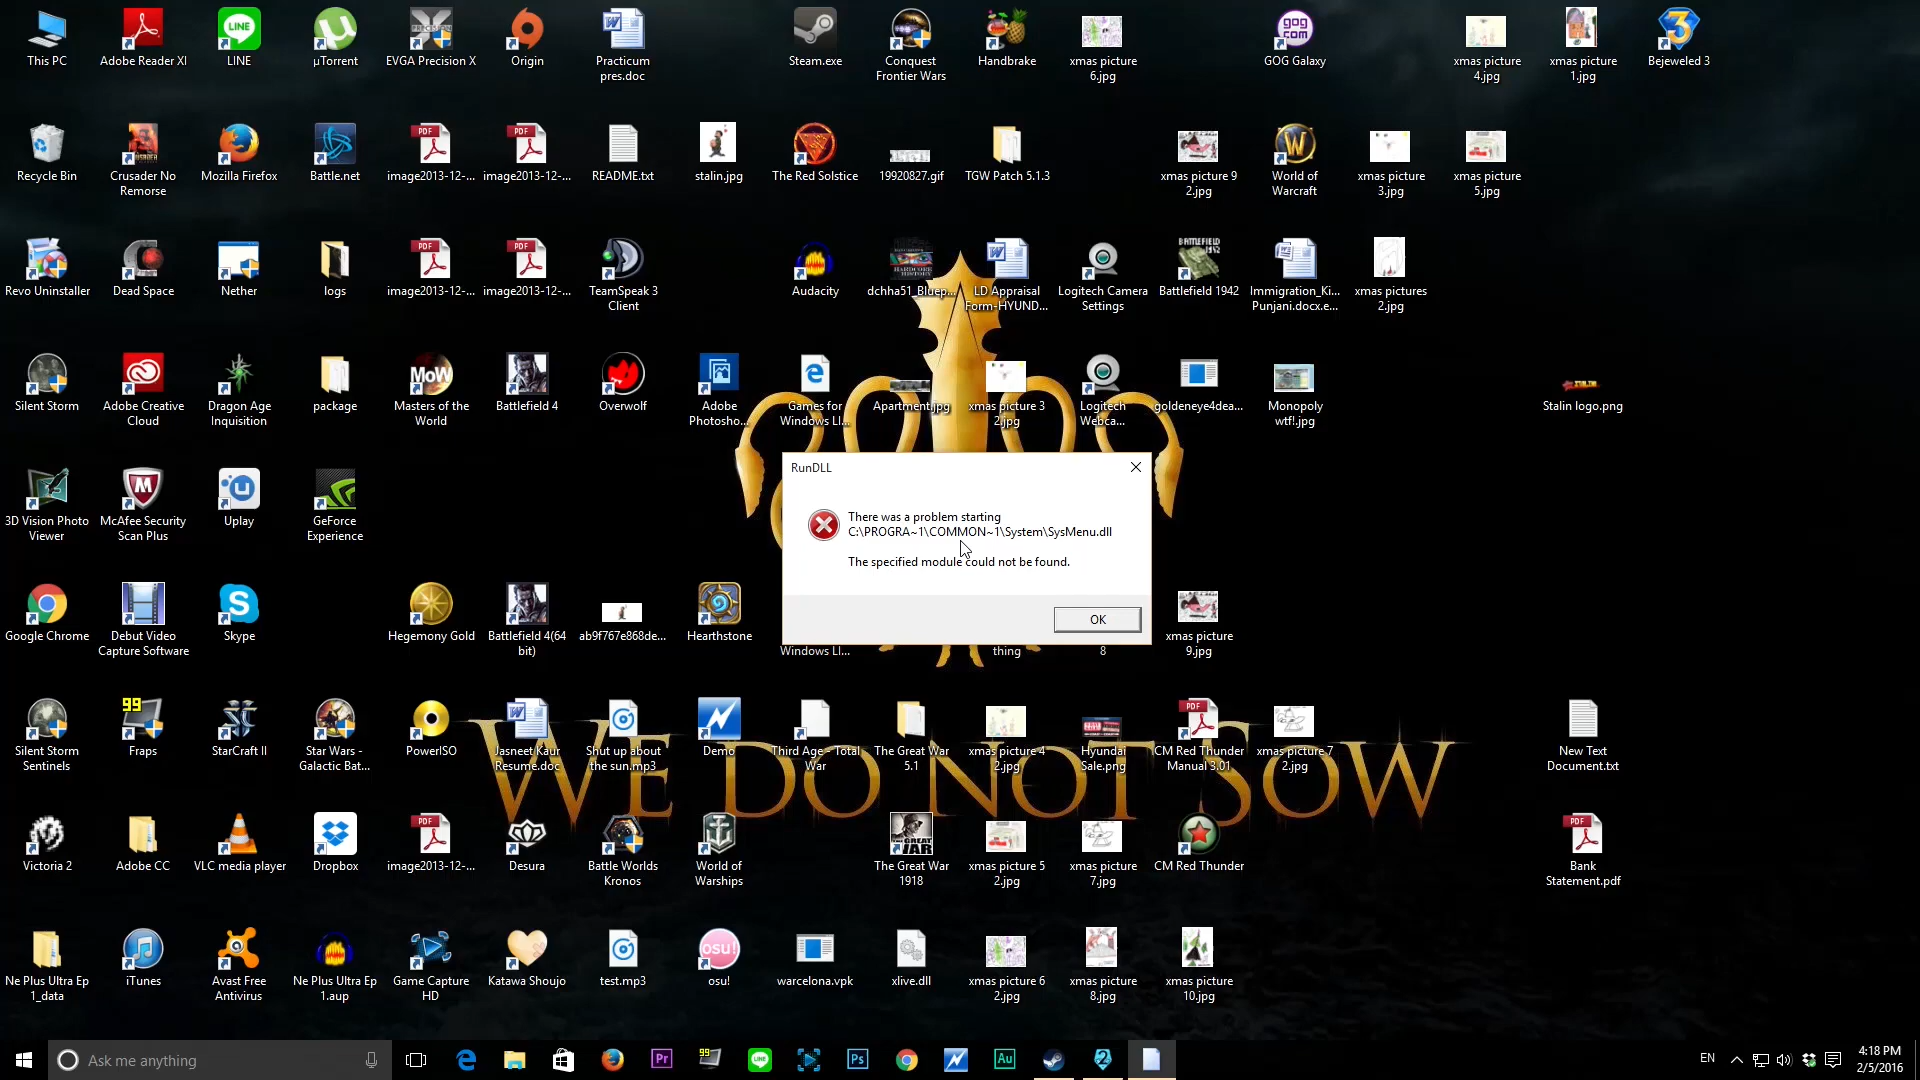 This PC
Adobe Reader XI
LINE
µTorrent
EVGA Precision X
Origin
Practicum
pres.doc
Steam.exe
Conquest
Frontier Wars
Handbrake
xmas picture
6.jpg
GOG Galaxy
xmas picture
4.jpg
xmas picture
1.jpg
Bejeweled 3
Recycle Bin
Crusader No
Remorse
Mozilla Firefox
Battle.net
image2013-12-...
image2013-12-...
README.txt
stalin.jpg
The Red Solstice
19920827.gif
TGW Patch 5.1.3
xmas picture 9
2.jpg
World of
Warcraft
xmas picture
3.jpg
xmas picture
5.jpg
Revo Uninstaller
Dead Space
Nether
logs
image2013-12-...
image2013-12-...
TeamSpeak 3
Client
Audacity
dchha51_Bluep...
LD Appraisal
Form-HYUND...
Logitech Camera
Settings
Battlefield 1942
Immigration_Ki...
Punjani.docx.e...
xmas pictures
2.jpg
Silent Storm
Adobe Creative
Cloud
Dragon Age
Inquisition
package
Masters of the
World
Battlefield 4
Overwolf
Adobe
Photosho...
Games for
Windows LI...
Apartment.jpg
xmas picture 3
2.jpg
Logitech
Webca...
goldeneye4dea...
Monopoly
wtf!.jpg
Stalin logo.png
3D Vision Photo
Viewer
McAfee Security
Scan Plus
Uplay
GeForce
Experience
RunDLL
There was a problem starting
C:\PROGRA~1\COMMON~1\System\SysMenu.dll
The specified module could not be found.
OK
Google Chrome
Debut Video
Capture Software
Skype
Hegemony Gold
Battlefield 4(64
bit)
ab9f767e868de...
Hearthstone
Windows LI...
thing
8
xmas picture
9.jpg
Silent Storm
Sentinels
Fraps
StarCraft II
Star Wars -
Galactic Bat...
PowerISO
Jasneet Kaur
Resume.doc
Shut up about
the sun.mp3
Demo
Third Age - Total
War
The Great War
5.1
xmas picture 4
2.jpg
Hyundai
Sale.png
CM Red Thunder
Manual 3.01
xmas picture 7
2.jpg
New Text
Document.txt
WE DO NOT SOW
Victoria 2
Adobe CC
VLC media player
Dropbox
image2013-12-...
Desura
Battle Worlds
Kronos
World of
Warships
The Great War
1918
xmas picture 5
2.jpg
xmas picture
7.jpg
CM Red Thunder
Bank
Statement.pdf
Ne Plus Ultra Ep
1_data
iTunes
Avast Free
Antivirus
Ne Plus Ultra Ep
1.aup
Game Capture
HD
Katawa Shoujo
test.mp3
osu!
warcelona.vpk
xlive.dll
xmas picture 6
2.jpg
xmas picture
8.jpg
xmas picture
10.jpg
Ask me anything
EN
4:18 PM
2/5/2016